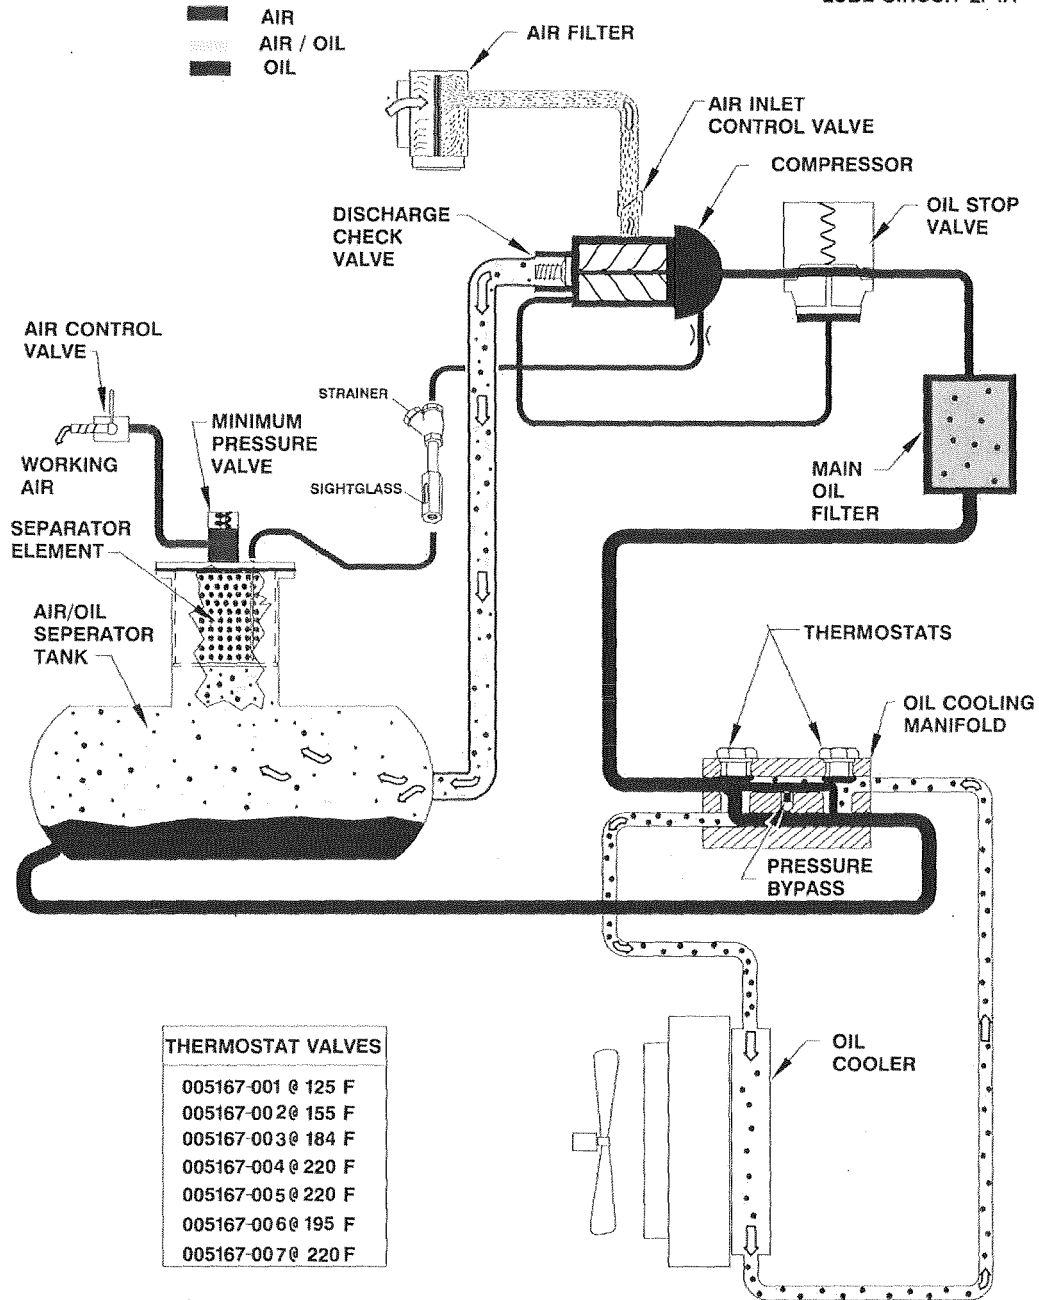 AIR
AIR / OIL
OIL
AIR FILTER
AIR INLET
CONTROL VALVE
COMPRESSOR
DISCHARGE
CHECK
VALVE
OIL STOP
VALVE
AIR CONTROL
VALVE
STRAINER
MINIMUM
PRESSURE
VALVE
WORKING
AIR
SIGHTGLASS
MAIN
OIL
FILTER
SEPARATOR
ELEMENT
AIR/OIL
SEPERATOR
TANK
THERMOSTATS
OIL COOLING
MANIFOLD
PRESSURE
BYPASS
OIL
COOLER
THERMOSTAT VALVES
005167-001 @ 125 F
005167-002@ 155 F
005167-003@ 184 F
005167-004 @ 220 F
005167-005@ 220 F
005167-006@ 195 F
005167-007@ 220 F